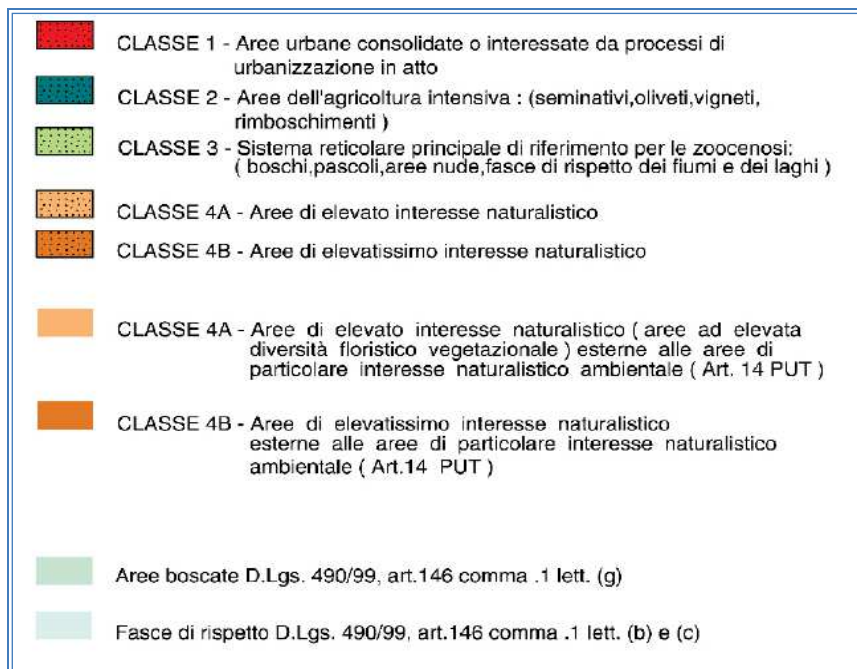 CLASSE 1 - Aree urbane consolidate o interessate da processi di
urbanizzazione in atto
CLASSE 2 - Aree dell'agricoltura intensiva : (seminativi,oliveti,vigneti,
rimboschimenti )
CLASSE 3 - Sistema reticolare principale di riferimento per le zoocenosi:
( boschi,pascoli,aree nude,fasce di rispetto dei fiumi e dei laghi )
CLASSE 4A - Aree di elevato interesse naturalistico
CLASSE 4B - Aree di elevatissimo interesse naturalistico
CLASSE 4A - Aree di elevato interesse naturalistico ( aree ad elevata
diversità floristico vegetazionale ) esterne alle aree di
particolare interesse naturalistico ambientale ( Art. 14 PUT )
CLASSE 4B - Aree di elevatissimo interesse naturalistico
esterne alle aree di particolare interesse naturalistico
ambientale ( Art.14 PUT )
Aree boscate D.Lgs. 490/99, art.146 comma .1 lett. (g)
Fasce di rispetto D.Lgs. 490/99, art.146 comma .1 lett. (b) e (c)